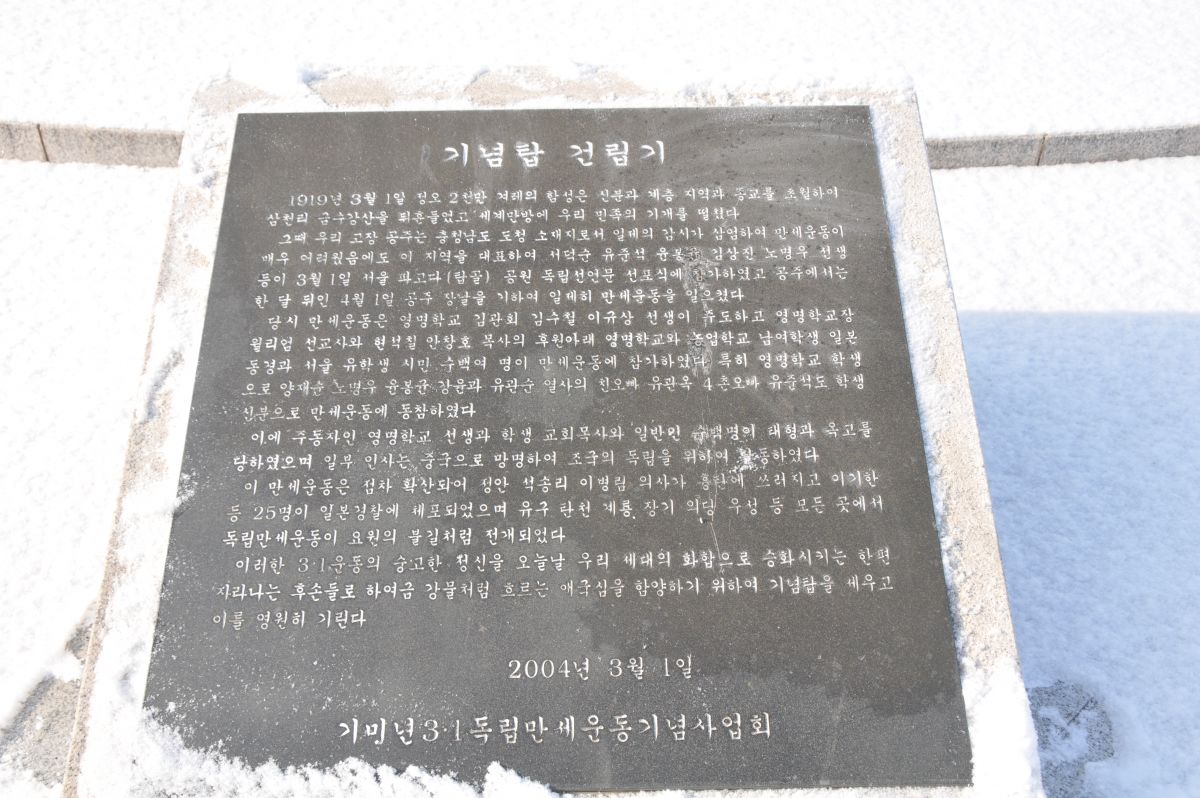 기념탑 건립기
1919년 3월 1일 정오 2천만 겨레의 함성은 신분과 계층 지역과 종교를 초월하여
삼천리 금수강산을 뒤흔들었고 세계만방에 우리 민족의 기개를 떨쳤다
그때 우리 고장 공주는 충청남도 도청 소재지로서 일제의 감시가 삼엄하여 만세운동이
매우 어려웠음에도 이 지역을 대표하여 서덕순 유준석 김상진 노명우 선생
등이 3월 1일 서울 파고다(탑골) 공원 독립선언문 선포식에 참가하였고 공주에서는
한 달 뒤인 4월 1일 공주 장날을 기하여 일제히 만세운동을 일으켰다
당시 만세운동은 영명학교 김관회 김수철 이규상 선생이 주도하고 영명학교장
윌리엄 선교사와 현석칠 안창호 목사의 후원아래 영명학교와 농업학교 남여학생 일본
동경과 서울 유학생 시민 수백여 명이 만세운동에 참가하였다 특히 영명학교 학생
으로 양재순 노명우 윤봉균 강윤과 유관순 열사의 친오빠 유관옥 4촌오빠 유준석도 학생
신분으로 만세운동에 동참하였다
이에 주동자인 영명학교 선생과 학생 교회목사와 일반인 수백명이 태형과 옥고를
당하였으며 일부 인사는 중국으로 망명하여 조국의 독립을 위하여 활동하였다
이 만세운동은 점차 확산되어 정안 석송리 이병림 의사가 흉탄에 쓰러지고 이기한
등 25명이 일본경찰에 체포되었으며 유구 탄천 계룡 장기 의당 우성 등 모든 곳에서
독립만세운동이 요원의 불길처럼 전개되었다
이러한 3·1운동의 숭고한 정신을 오늘날 우리 세대의 화합으로 승화시키는 한편
자라나는 후손들로 하여금 강물처럼 흐르는 애국심을 함양하기 위하여 기념탑을 세우고
이를 영원히 기린다
2004년 3월 1일
기미년3·1독립만세운동기념사업회